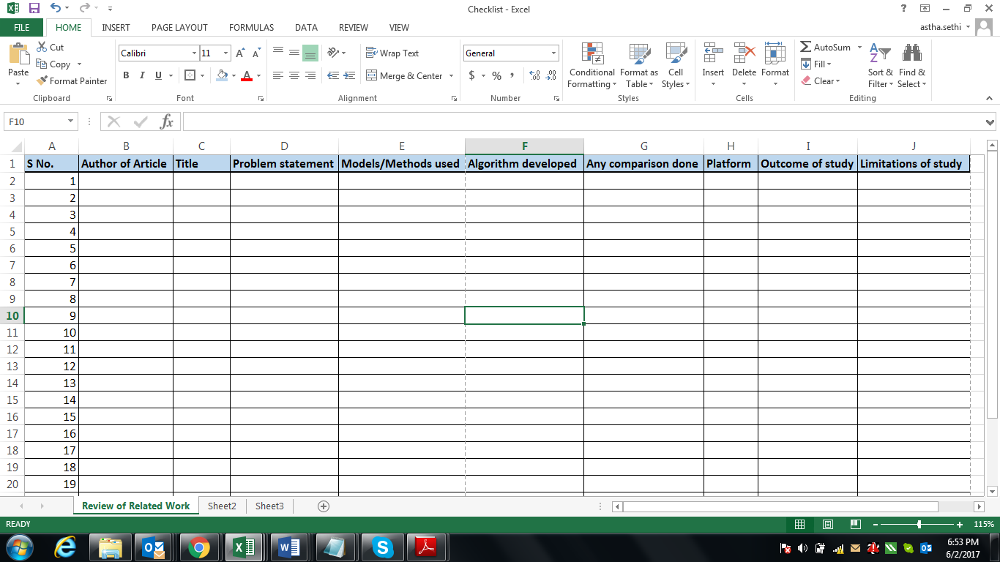 Checklist - Excel
FILE HOME INSERT PAGE LAYOUT FORMULAS DATA REVIEW VIEW astha.sethi
Paste Cut Copy Format Painter
Calibri 11 A A
B I U A
Wrap Text
Merge & Center
General
$ % , .0 .00 .00 .0
Conditional Formatting Format as Table Cell Styles
Insert Delete Format
AutoSum Fill Clear
Sort & Filter Find & Select
Clipboard Font Alignment Number Styles Cells Editing
F10 fx
A B C D E F G H I J
1 S No. Author of Article Title Problem statement Models/Methods used Algorithm developed Any comparison done Platform Outcome of study Limitations of study
2 1
3 2
4 3
5 4
6 5
7 6
8 7
9 8
10 9
11 10
12 11
13 12
14 13
15 14
16 15
17 16
18 17
19 18
20 19
Review of Related Work Sheet2 Sheet3
READY 115%
6:53 PM
6/2/2017